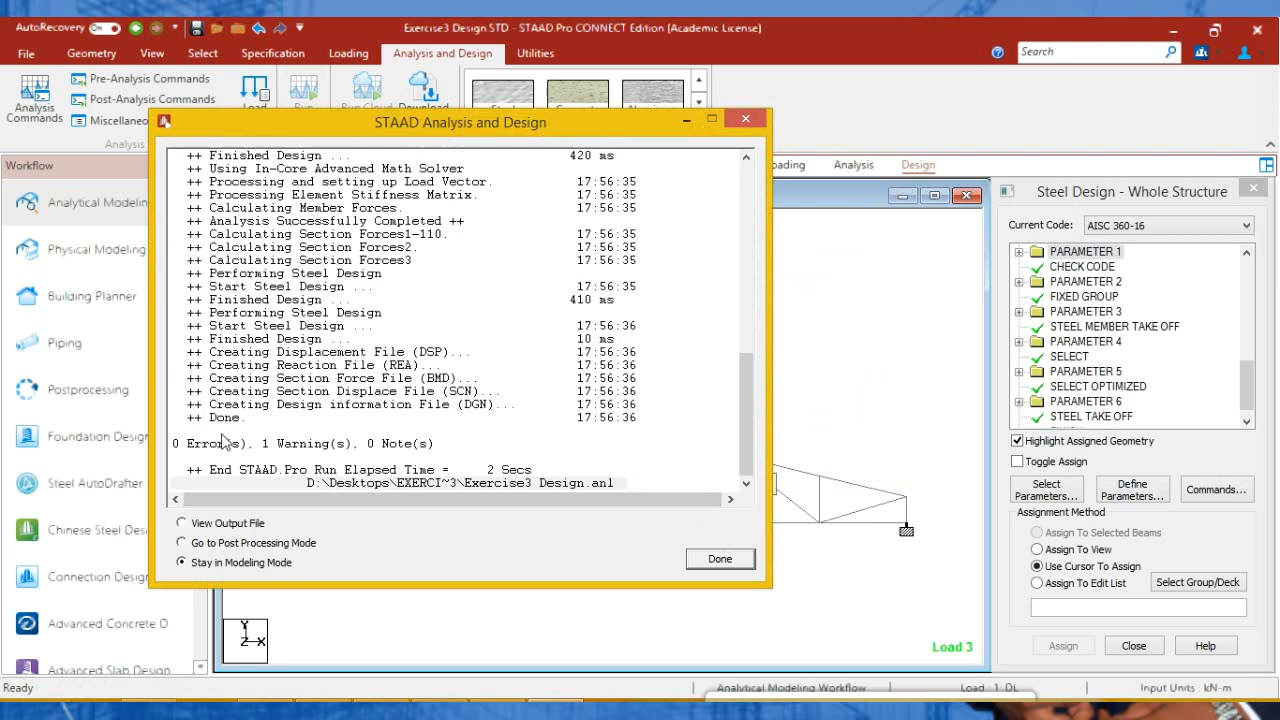 AutoRecovery On Exercise3 Design.STD - STAAD.Pro CONNECT Edition (Academic License)
File Geometry View Select Specification Loading Analysis and Design Utilities Search
Analysis Commands
Pre-Analysis Commands
Post-Analysis Commands
Miscellaneou
Load
Run
Run Cloud
Download
Analysis
STAAD Analysis and Design
++ Finished Design ... 420 ms
++ Using In-Core Advanced Math Solver
++ Processing and setting up Load Vector. 17:56:35
++ Processing Element Stiffness Matrix. 17:56:35
++ Calculating Member Forces. 17:56:35
++ Analysis Successfully Completed ++
++ Calculating Section Forces1-110. 17:56:35
++ Calculating Section Forces2. 17:56:35
++ Calculating Section Forces3 17:56:35
++ Performing Steel Design
++ Start Steel Design ... 17:56:35
++ Finished Design ... 410 ms
++ Performing Steel Design
++ Start Steel Design ... 17:56:36
++ Finished Design ... 10 ms
++ Creating Displacement File (DSP)... 17:56:36
++ Creating Reaction File (REA)... 17:56:36
++ Creating Section Force File (BMD)... 17:56:36
++ Creating Section Displace File (SCN)... 17:56:36
++ Creating Design information File (DGN)... 17:56:36
++ Done. 17:56:36
0 Error(s), 1 Warning(s), 0 Note(s)
++ End STAAD.Pro Run Elapsed Time = 2 Secs
D:\Desktops\EXERCI~3\Exercise3 Design.anl
View Output File
Go to Post Processing Mode
Stay in Modeling Mode
Done
Workflow
Analytical Modelin
Physical Modeling
Building Planner
Piping
Postprocessing
Foundation Design
Steel AutoDrafter
Chinese Steel Des
Connection Design
Advanced Concrete D
Advanced Slab Design
oading Analysis Design
Steel Design - Whole Structure
Current Code: AISC 360-16
PARAMETER 1
CHECK CODE
PARAMETER 2
FIXED GROUP
PARAMETER 3
STEEL MEMBER TAKE OFF
PARAMETER 4
SELECT
PARAMETER 5
SELECT OPTIMIZED
PARAMETER 6
STEEL TAKE OFF
Highlight Assigned Geometry
Toggle Assign
Select Parameters...
Define Parameters...
Commands...
Assignment Method
Assign To Selected Beams
Assign To View
Use Cursor To Assign
Assign To Edit List
Select Group/Deck
Assign Close Help
Y
Z X
Load 3
Ready Analytical Modeling Workflow Load : 1: DL Input Units : kN-m